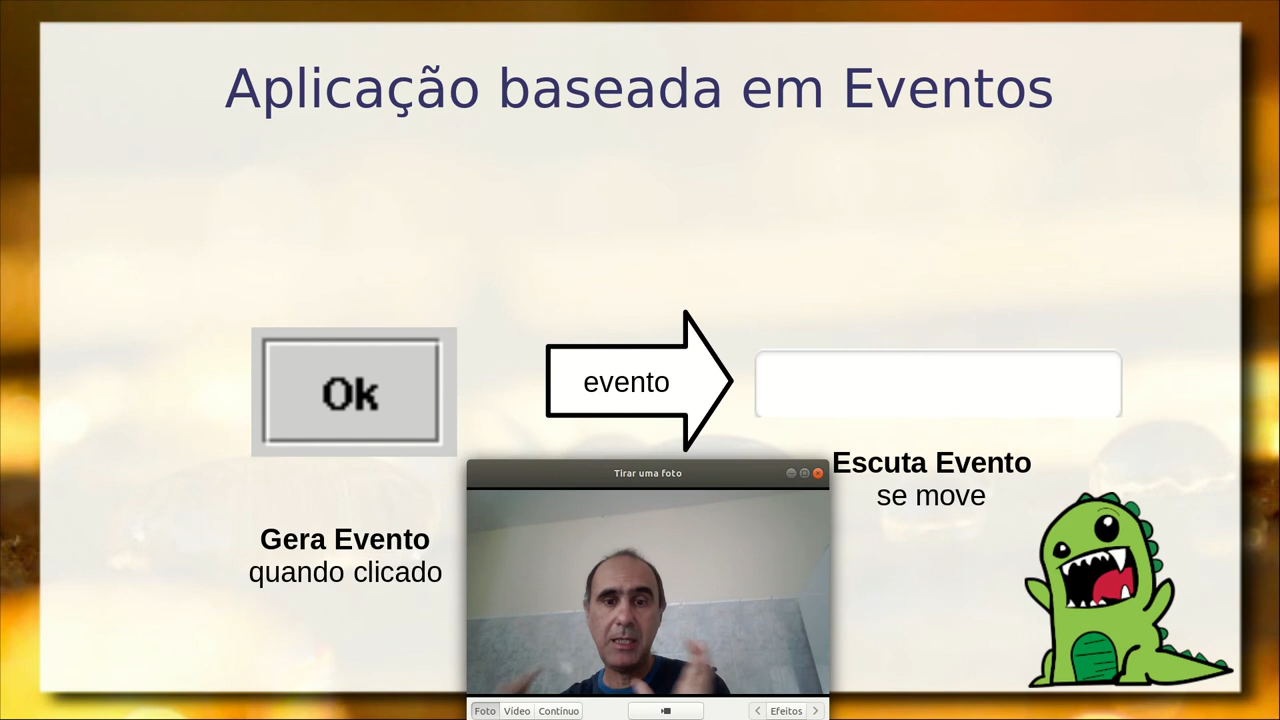 Aplicação baseada em Eventos
Ok
evento
Escuta Evento
se move
Gera Evento
quando clicado
Tirar uma foto
Foto Vídeo Contínuo
Efeitos